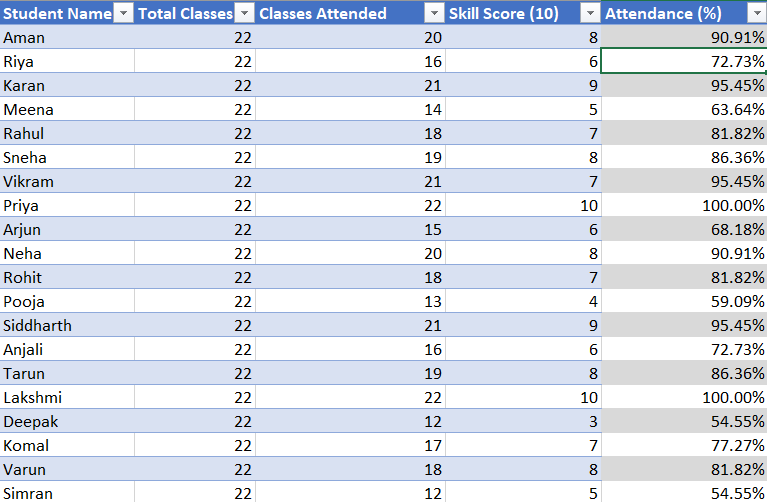 Student Name Total Classes Classes Attended Skill Score (10) Attendance (%)
Aman 22 20 8 90.91%
Riya 22 16 6 72.73%
Karan 22 21 9 95.45%
Meena 22 14 5 63.64%
Rahul 22 18 7 81.82%
Sneha 22 19 8 86.36%
Vikram 22 21 7 95.45%
Priya 22 22 10 100.00%
Arjun 22 15 6 68.18%
Neha 22 20 8 90.91%
Rohit 22 18 7 81.82%
Pooja 22 13 4 59.09%
Siddharth 22 21 9 95.45%
Anjali 22 16 6 72.73%
Tarun 22 19 8 86.36%
Lakshmi 22 22 10 100.00%
Deepak 22 12 3 54.55%
Komal 22 17 7 77.27%
Varun 22 18 8 81.82%
Simran 22 12 5 54.55%